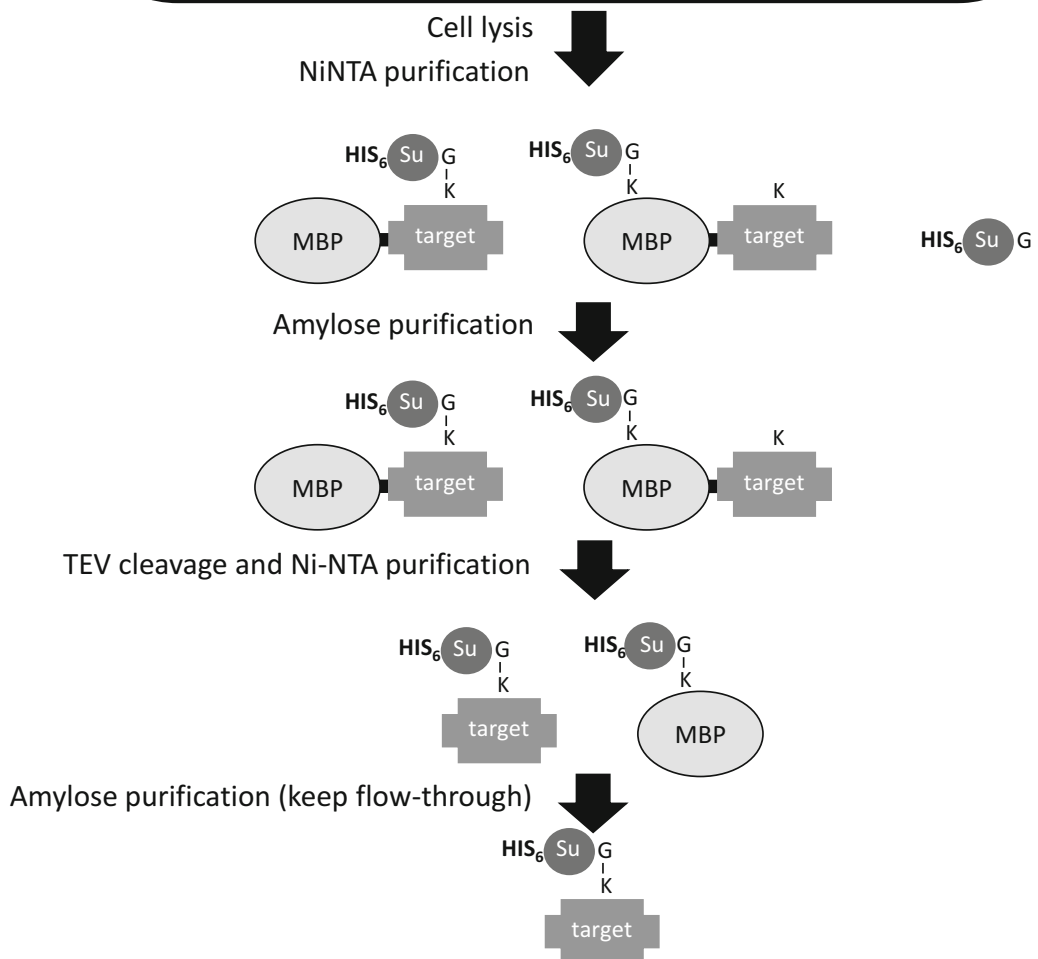 Cell lysis
NiNTA purification
HIS6 Su G
K
MBP
target
HIS6 Su G
K
MBP
K
target
HIS6 Su G
Amylose purification
HIS6 Su G
K
MBP
target
HIS6 Su G
K
MBP
K
target
TEV cleavage and Ni-NTA purification
HIS6 Su G
K
target
HIS6 Su G
K
MBP
Amylose purification (keep flow-through)
HIS6 Su G
K
target